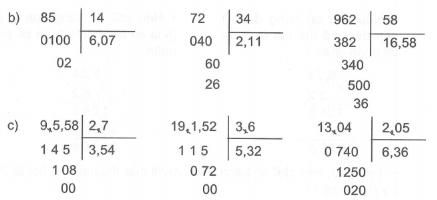 b) 85 14 72 34 962 58
0100 6,07 040 2,11 382 16,58
02 60 340
26 500
36
c) 9,5,58 2,7 19,1,52 3,6 13,04 2,05
1 4 5 3,54 1 1 5 5,32 0 740 6,36
1 08 0 72 1250
00 00 020